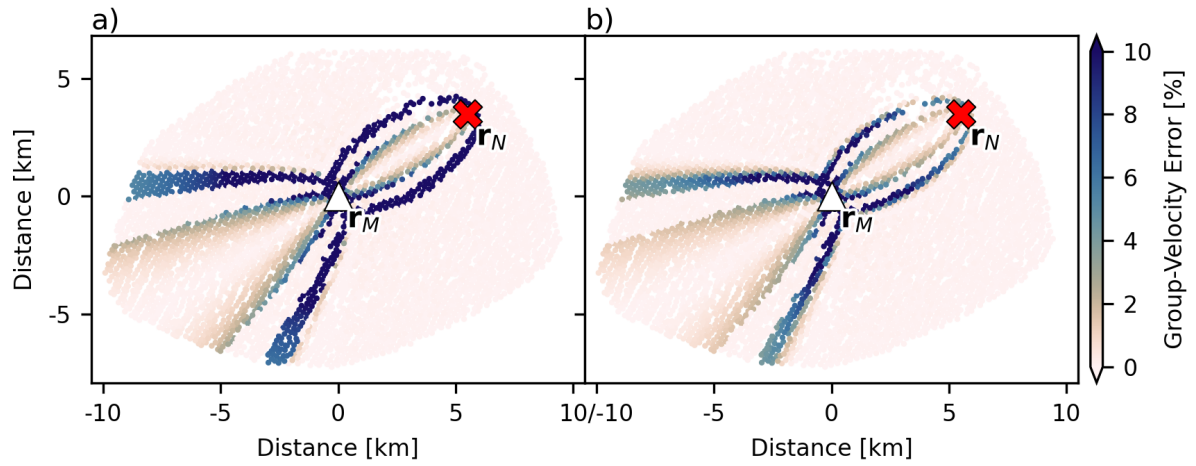 a)
b)
Distance [km]
5
0
-5
r_N
r_M
r_N
r_M
-10
-5
0
5
10/-10
-5
0
5
10
Distance [km]
Distance [km]
10
8
6
4
2
0
Group-Velocity Error [%]